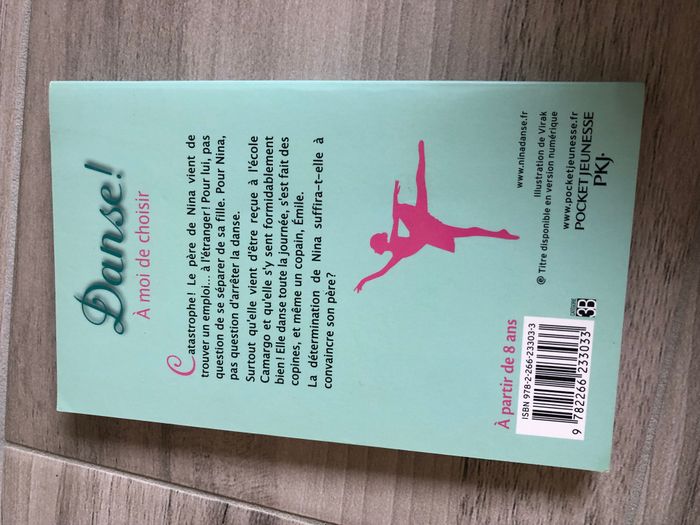 Danse!
À moi de choisir
Catastrophe! Le père de Nina vient de
trouver un emploi... à l'étranger! Pour lui, pas
question de se séparer de sa fille. Pour Nina,
pas question d'arrêter la danse.
Surtout qu'elle vient d'être reçue à l'école
Camargo et qu'elle s'y sent formidablement
bien! Elle danse toute la journée, s'est fait des
copines, et même un copain, Émile.
La détermination de Nina suffira-t-elle à
convaincre son père?
À partir de 8 ans
ISBN 978-2-266-23303-3
9 782266 233033
CATÉGORIE
3B
www.ninadanse.fr
Illustration de Virak
Titre disponible en version numérique
www.pocketjeunesse.fr
POCKET JEUNESSE
PKJ·